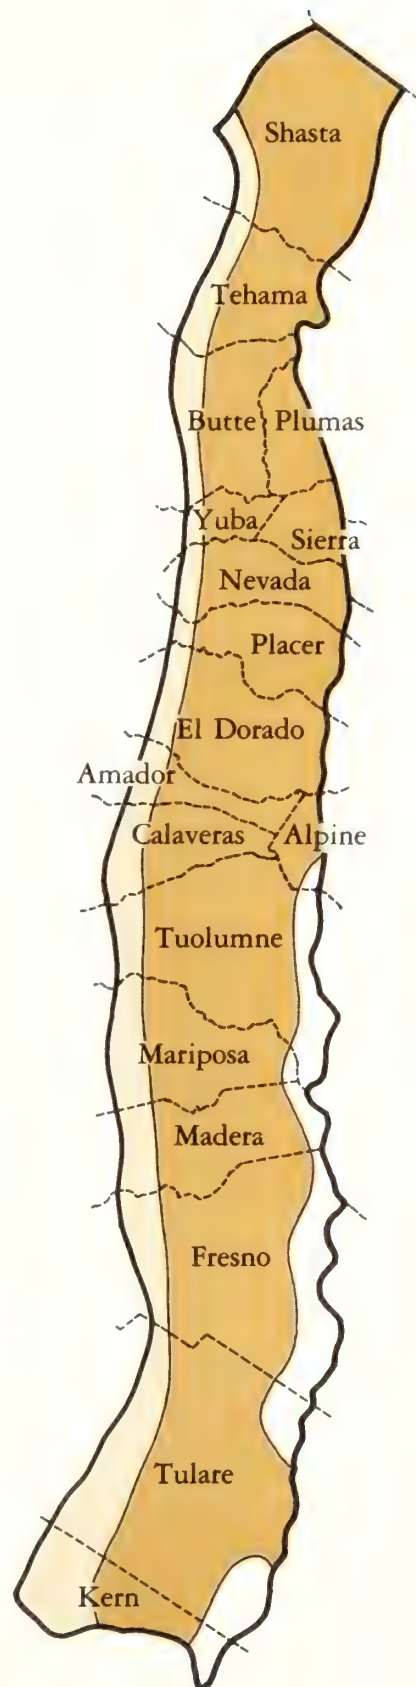 Shasta
Tehama
Butte Plumas
Yuba
Sierra
Nevada
Placer
El Dorado
Amador
Calaveras Alpine
Tuolumne
Mariposa
Madera
Fresno
Tulare
Kern